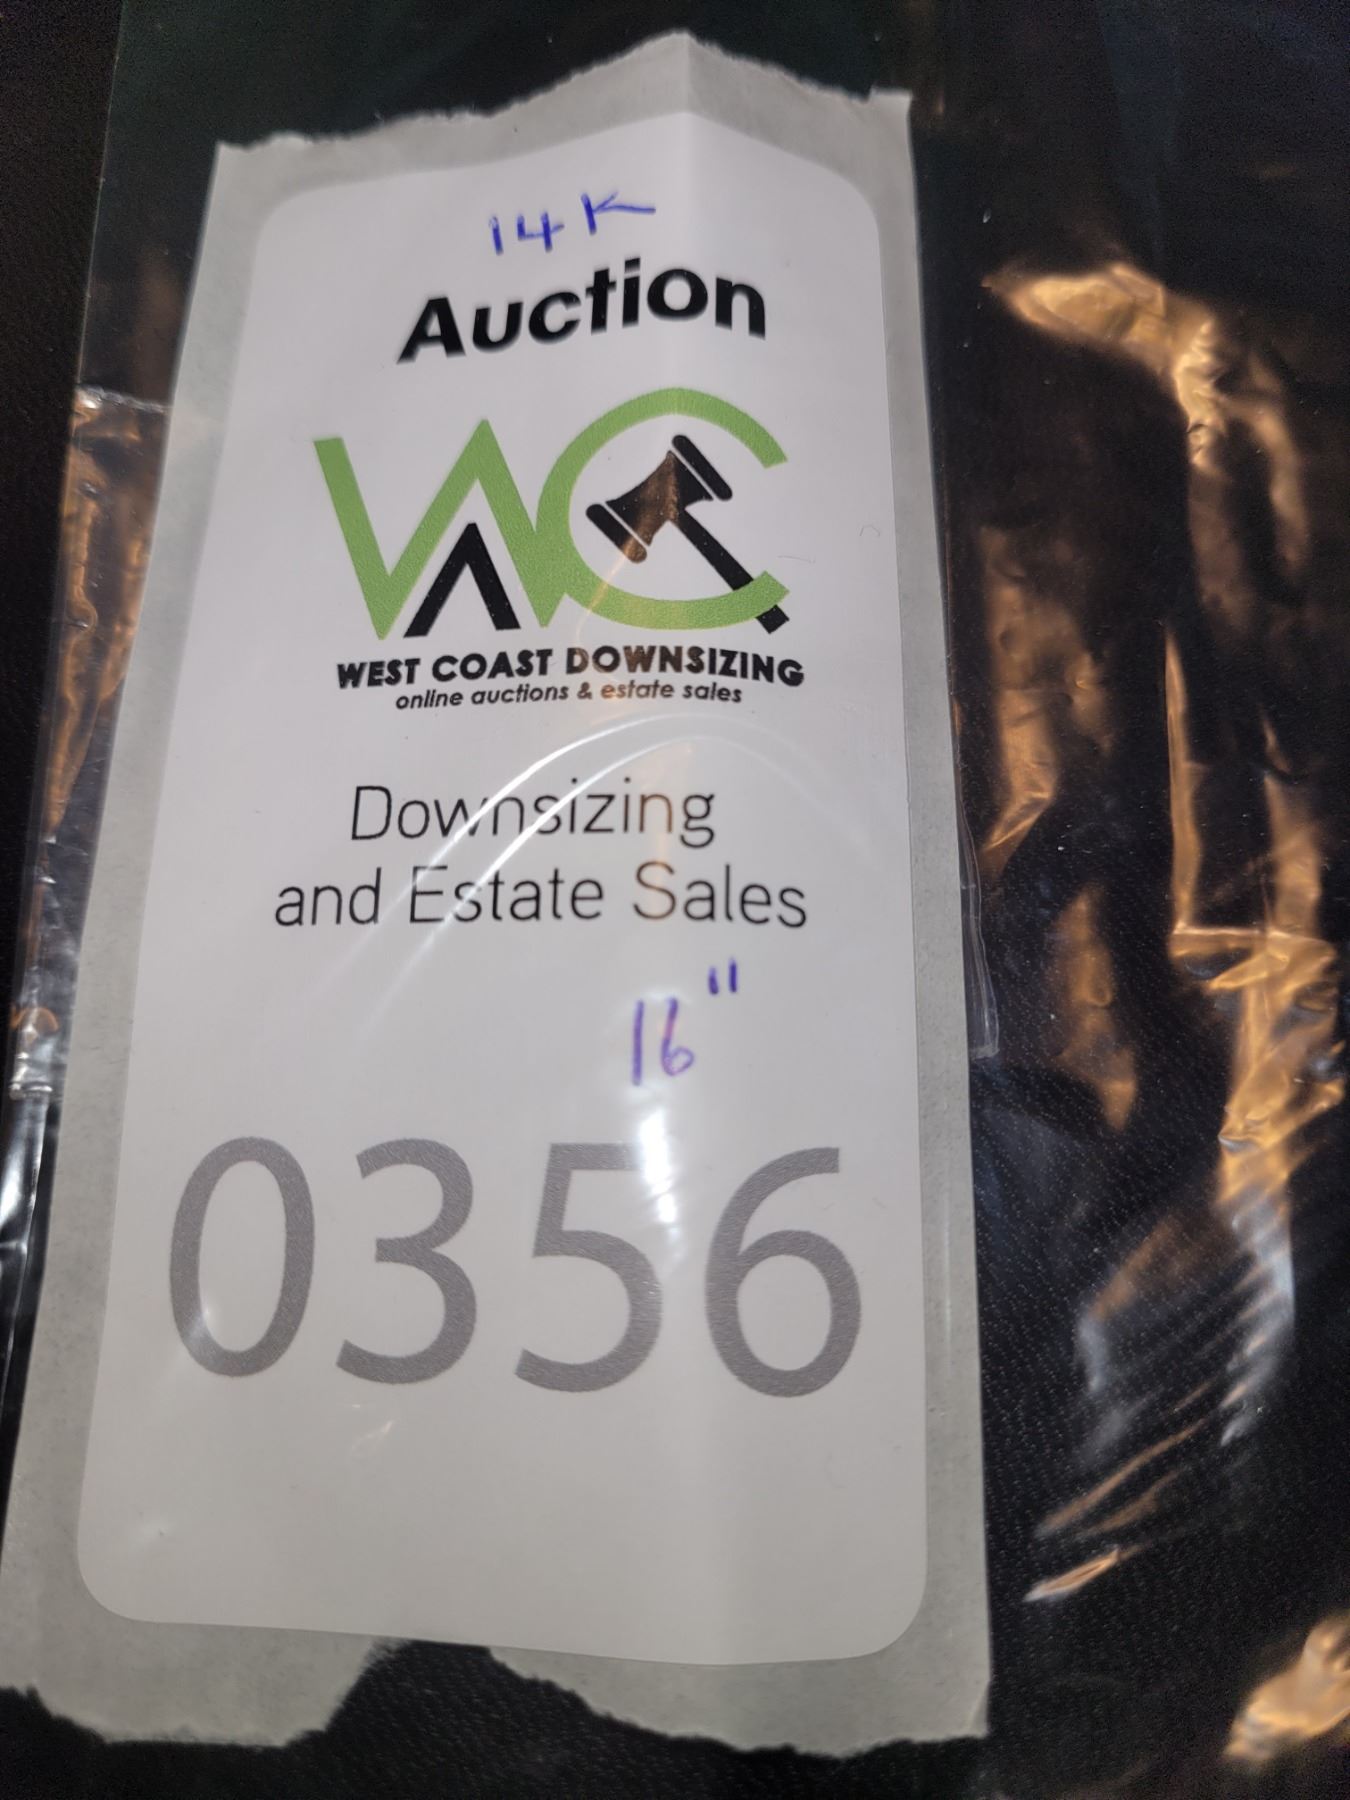 14K
Auction
WC
WEST COAST DOWNSIZING
online auctions & estate sales
Downsizing
and Estate Sales
16"
0356